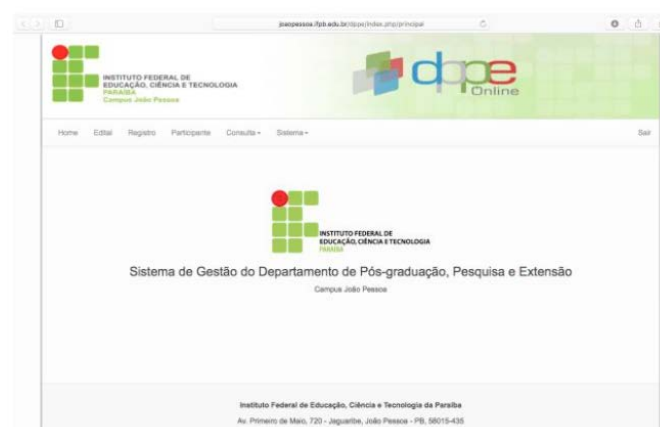 joaopessoa.ifpb.edu.br/dppe/index.php/principal
INSTITUTO FEDERAL DE
EDUCAÇÃO, CIÊNCIA E TECNOLOGIA
PARAÍBA
Campus João Pessoa
dppe
Online
Home Edital Registro Participante Consulta Sistema Sair
INSTITUTO FEDERAL DE
EDUCAÇÃO, CIÊNCIA E TECNOLOGIA
PARAÍBA
Sistema de Gestão do Departamento de Pós-graduação, Pesquisa e Extensão
Campus João Pessoa
Instituto Federal de Educação, Ciência e Tecnologia da Paraíba
Av. Primeiro de Maio, 720 - Jaguaribe, João Pessoa - PB, 58015-435